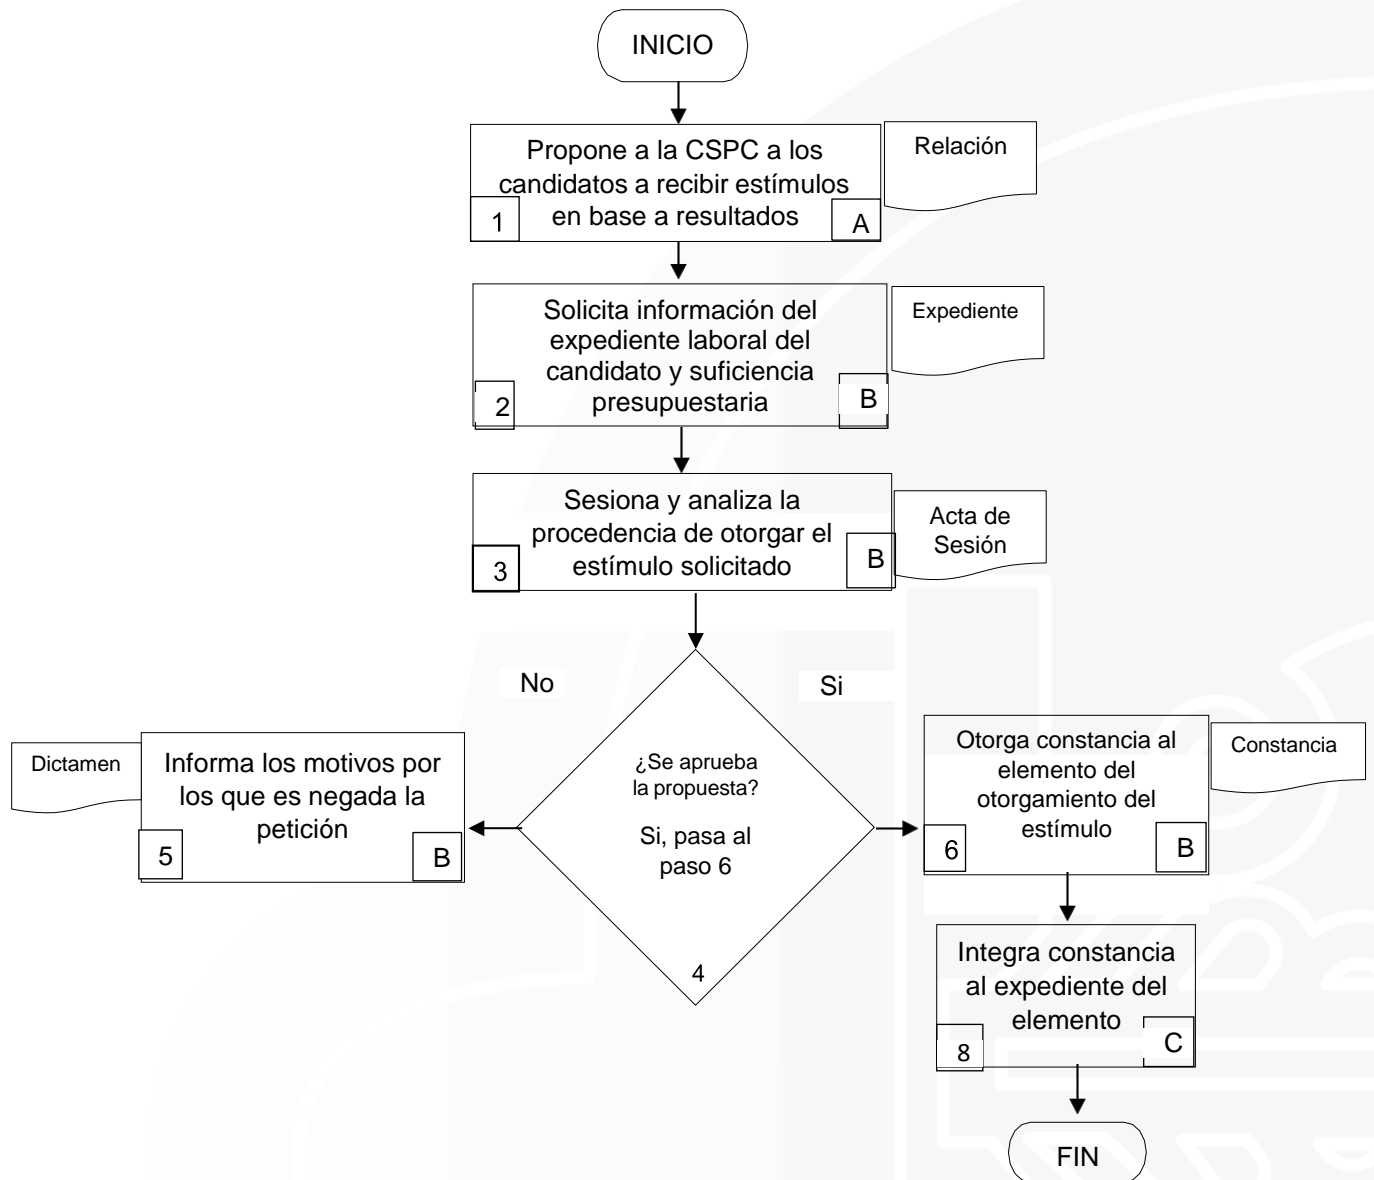 INICIO
Propone a la CSPC a los
candidatos a recibir estímulos
en base a resultados
1
A
Relación
Solicita información del
expediente laboral del
candidato y suficiencia
presupuestaria
2
B
Expediente
Sesiona y analiza la
procedencia de otorgar el
estímulo solicitado
3
B
Acta de
Sesión
No
Si
¿Se aprueba
la propuesta?
Si, pasa al
paso 6
4
Dictamen
Informa los motivos por
los que es negada la
petición
5
B
Otorga constancia al
elemento del
otorgamiento del
estímulo
6
B
Constancia
Integra constancia
al expediente del
elemento
8
C
FIN